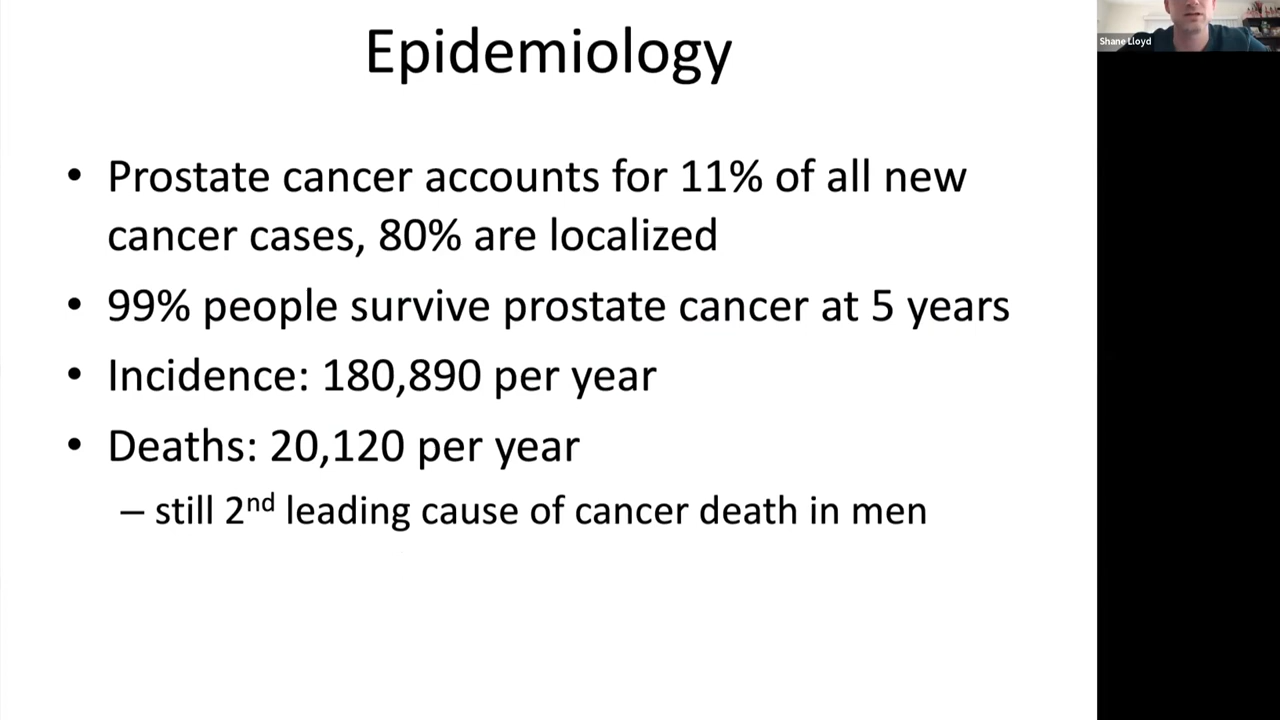 Epidemiology
Shane Lloyd
• Prostate cancer accounts for 11% of all new
cancer cases, 80% are localized
• 99% people survive prostate cancer at 5 years
• Incidence: 180,890 per year
• Deaths: 20,120 per year
– still 2nd leading cause of cancer death in men